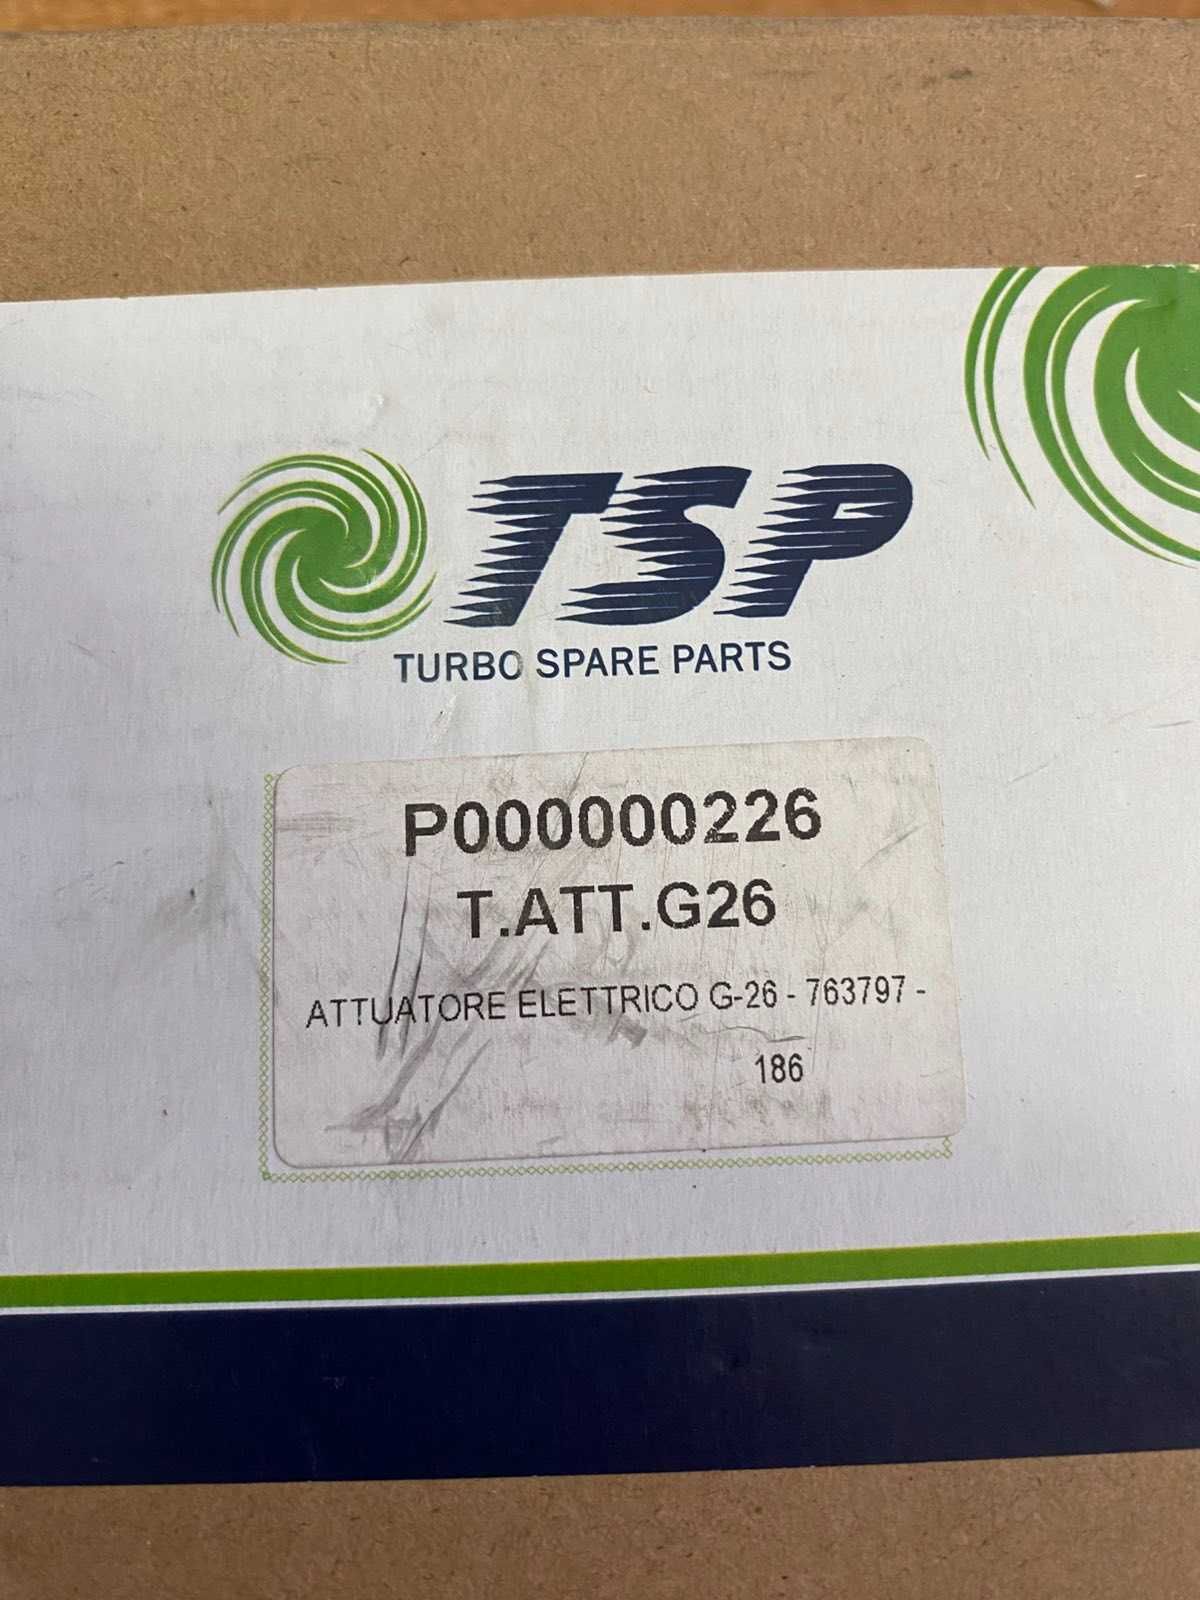 TSP
TURBO SPARE PARTS
P000000226
T.ATT.G26
ATTUATORE ELETTRICO G-26 - 763797 -
186